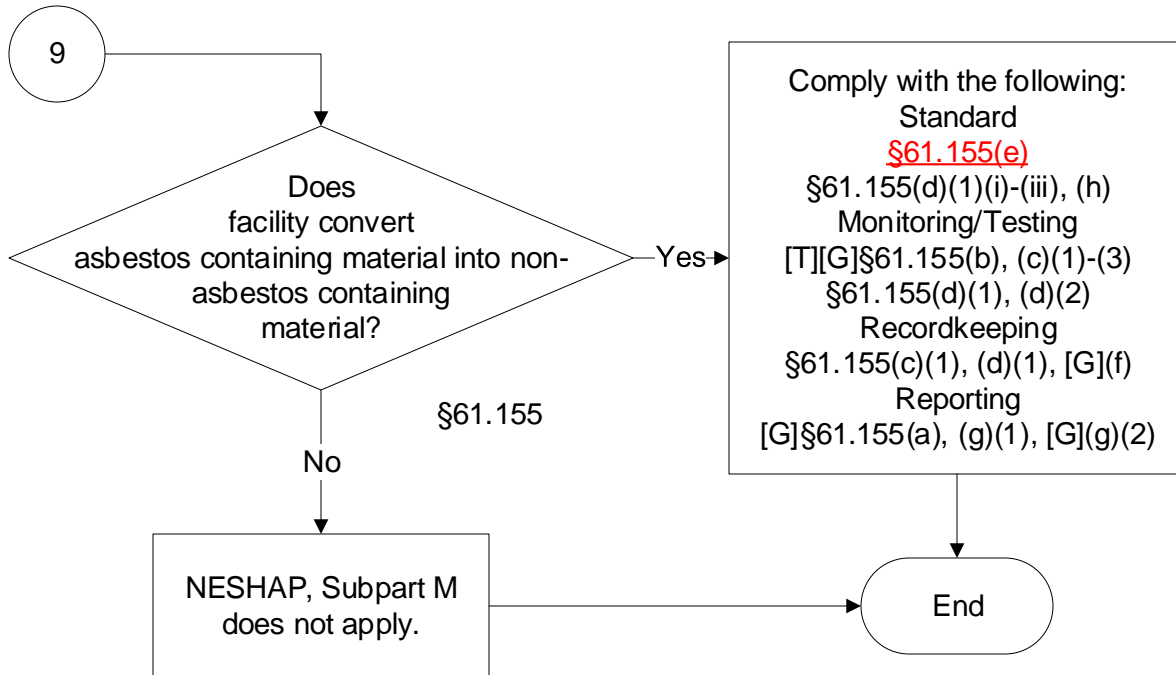 9
Does
facility convert
asbestos containing material into non-
asbestos containing
material?
Yes
Comply with the following:
Standard
§61.155(e)
§61.155(d)(1)(i)-(iii), (h)
Monitoring/Testing
[T][G]§61.155(b), (c)(1)-(3)
§61.155(d)(1), (d)(2)
Recordkeeping
§61.155(c)(1), (d)(1), [G](f)
Reporting
[G]§61.155(a), (g)(1), [G](g)(2)
§61.155
No
NESHAP, Subpart M
does not apply.
End